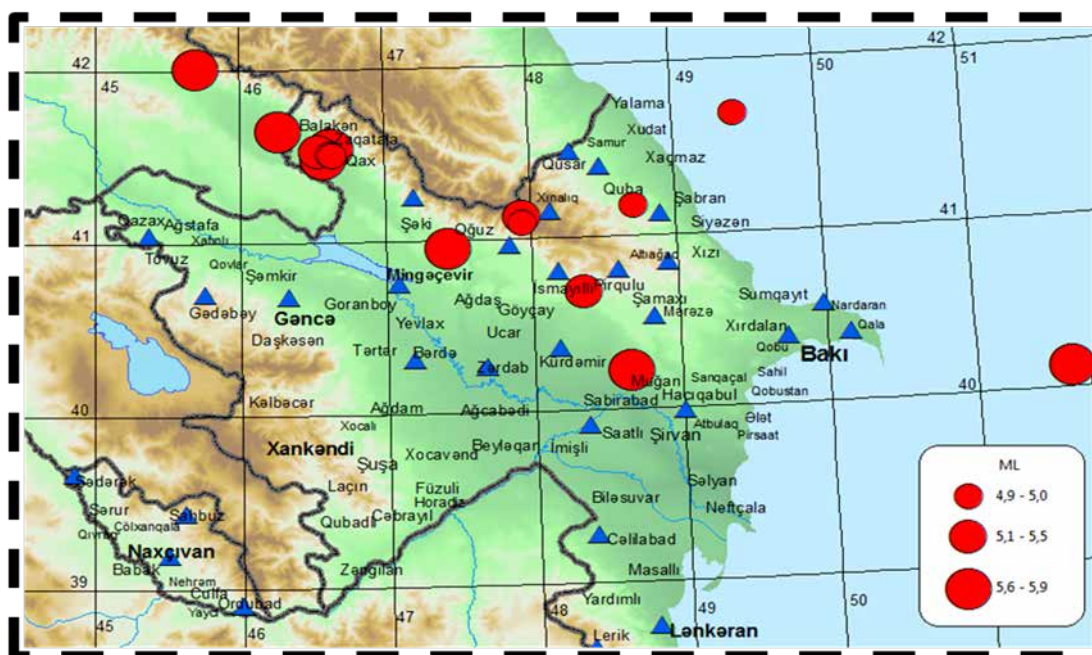 42
51
47
48
49
50
42
45
46
Yalama
Balakən
Zaqatala
Samur
Xudat
Qax
Qusar
Xaçmaz
Quba
Xınalıq
Şabran
Qazax
Ağstafa
Şəki
Oğuz
Siyəzən
41
41
Tovuz
Altıağac
Xızı
Qovlar
Şəmkir
Mingəçevir
İsmayıllı
Pirqulu
Gədəbəy
Goranboy
Ağdaş
Göyçay
Şamaxı
Mərəzə
Sumqayıt
Nardaran
Gəncə
Yevlax
Ucar
Xırdalan
Qala
Daşkəsən
Tərtər
Bərdə
Zərdab
Kürdəmir
Qobu
Bakı
Muğan
Sanqaçal
Sahil
Kəlbəcər
Ağdam
Ağcabədi
Sabirabad
Hacıqabul
Qobustan
40
40
Xocalı
Ələt
Atbulaq
Pirsaat
Xankəndi
Şuşa
Xocavənd
Beyləqan
İmişli
Saatlı
Şirvan
ML
Sədərək
Laçın
Füzuli
Horadiz
Biləsuvar
Səlyan
Neftçala
4,9 - 5,0
Şərur
Şahbuz
Qubadlı
Cəbrayıl
Çölxanqala
Qıvraq
Cəlilabad
5,1 - 5,5
Naxçıvan
Babək
Zəngilan
Masallı
5,6 - 5,9
39
Nehrəm
Culfa
Ordubad
Yaycı
Yardımlı
45
46
47
48
49
50
Lənkəran
Lerik